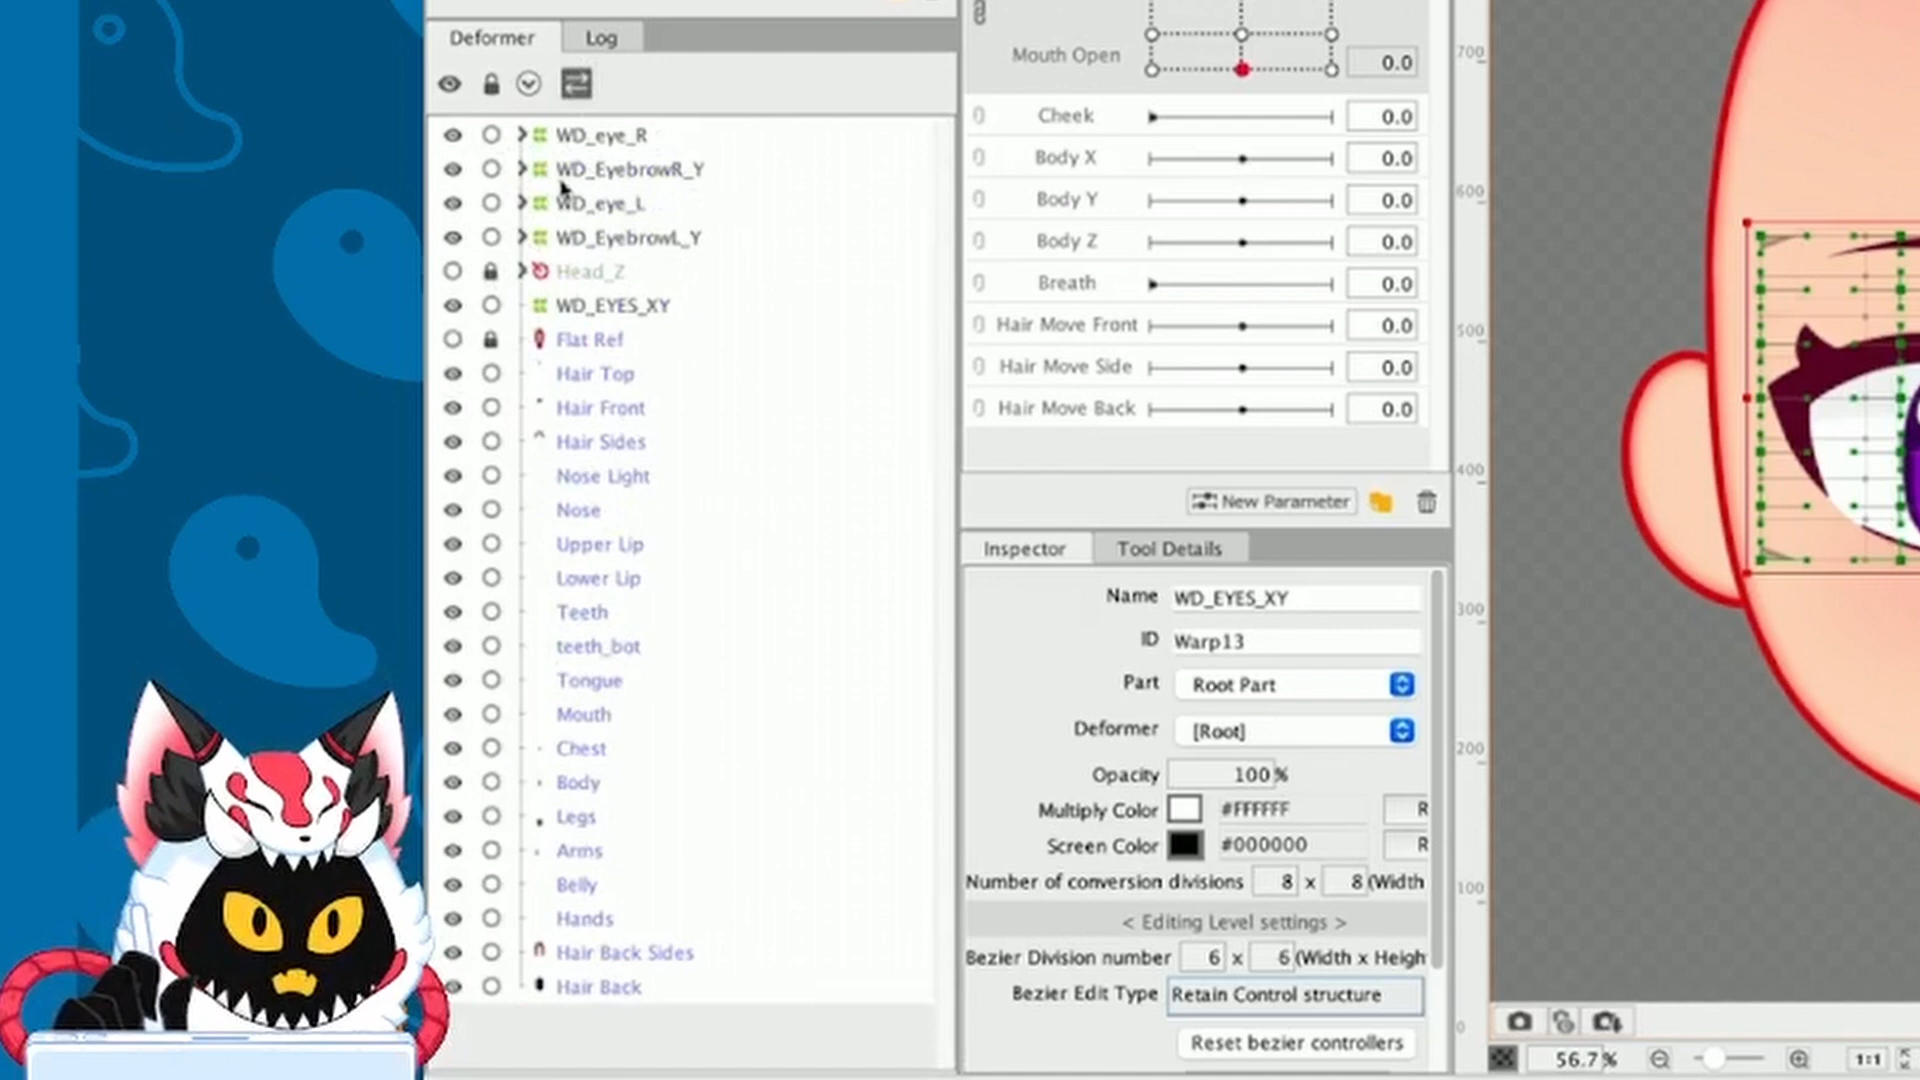 Deformer
Log
WD_eye_R
WD_EyebrowR_Y
WD_eye_L
WD_EyebrowL_Y
Head_Z
WD_EYES_XY
Flat Ref
Hair Top
Hair Front
Hair Sides
Nose Light
Nose
Upper Lip
Lower Lip
Teeth
teeth_bot
Tongue
Mouth
Chest
Body
Legs
Arms
Belly
Hands
Hair Back Sides
Hair Back
Mouth Open 0.0
Cheek 0.0
Body X 0.0
Body Y 0.0
Body Z 0.0
Breath 0.0
Hair Move Front 0.0
Hair Move Side 0.0
Hair Move Back 0.0
New Parameter
Inspector
Tool Details
Name WD_EYES_XY
ID Warp13
Part Root Part
Deformer [Root]
Opacity 100 %
Multiply Color #FFFFFF R
Screen Color #000000 R
Number of conversion divisions 8 x 8 (Width
< Editing Level settings >
Bezier Division number 6 x 6 (Width x Heigh
Bezier Edit Type Retain Control structure
Reset bezier controllers
700
600
500
400
300
200
100
0
56.7 %
1:1